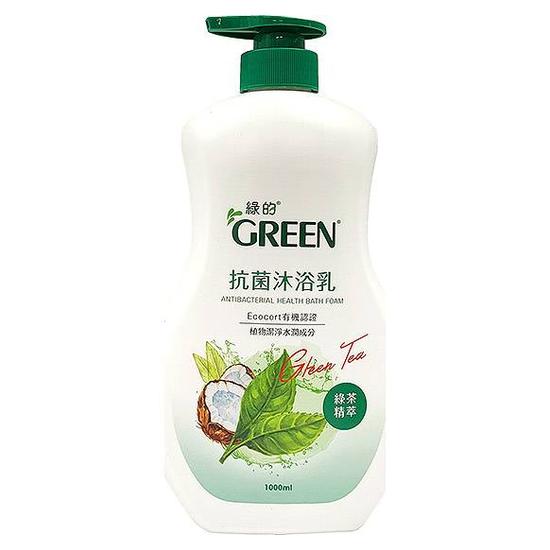 綠的®
GREEN®
抗菌沐浴乳
ANTIBACTERIAL HEALTH BATH FOAM
Ecocert有機認證
植物潔淨水潤成分
Green Tea
綠茶
精萃
1000ml